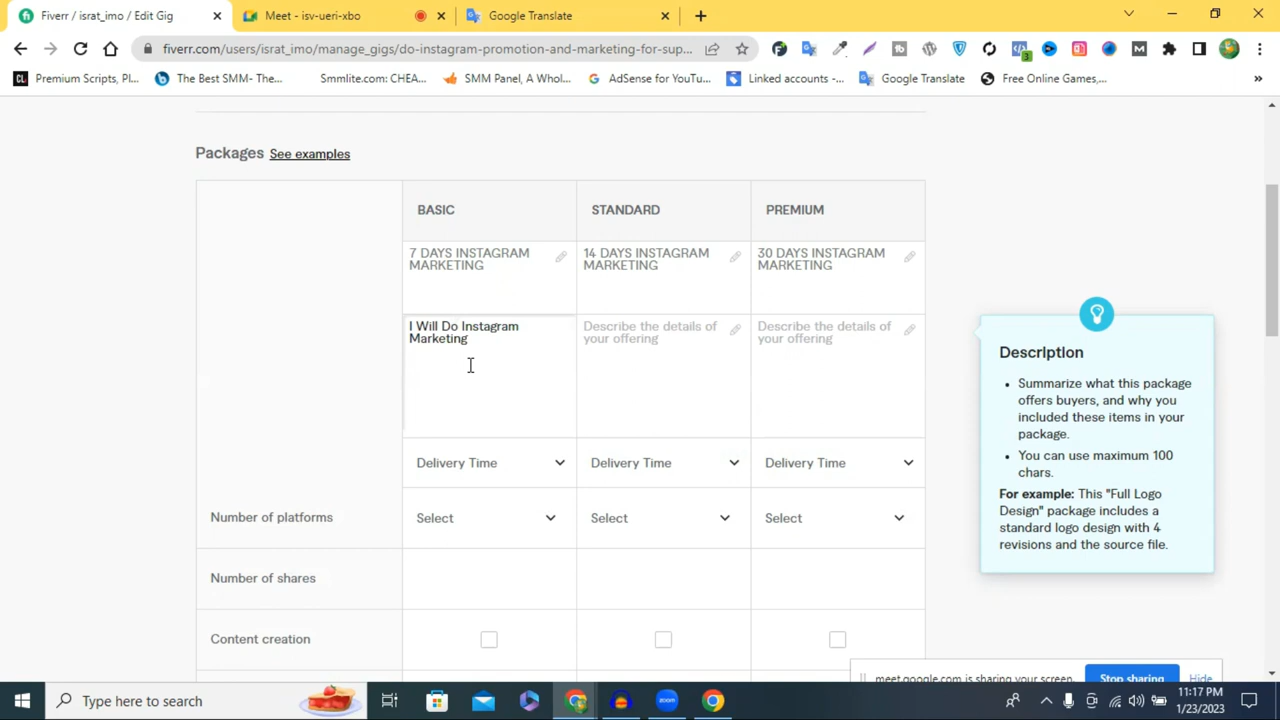 Fiverr / israt_imo / Edit Gig
Meet - isv-ueri-xbo
Google Translate
fiverr.com/users/israt_imo/manage_gigs/do-instagram-promotion-and-marketing-for-sup...
Premium Scripts, Pl...
The Best SMM- The...
Smmlite.com: CHEA...
SMM Panel, A Whol...
AdSense for YouTu...
Linked accounts -...
Google Translate
Free Online Games,...
Packages See examples
BASIC
STANDARD
PREMIUM
7 DAYS INSTAGRAM
MARKETING
14 DAYS INSTAGRAM
MARKETING
30 DAYS INSTAGRAM
MARKETING
I Will Do Instagram
Marketing
Describe the details of
your offering
Describe the details of
your offering
Delivery Time
Delivery Time
Delivery Time
Number of platforms
Select
Select
Select
Number of shares
Content creation
Description
Summarize what this package
offers buyers, and why you
included these items in your
package.
You can use maximum 100
chars.
For example: This "Full Logo
Design" package includes a
standard logo design with 4
revisions and the source file.
meet.google.com is sharing your screen.
Stop sharing
Hide
Type here to search
zoom
11:17 PM
1/23/2023